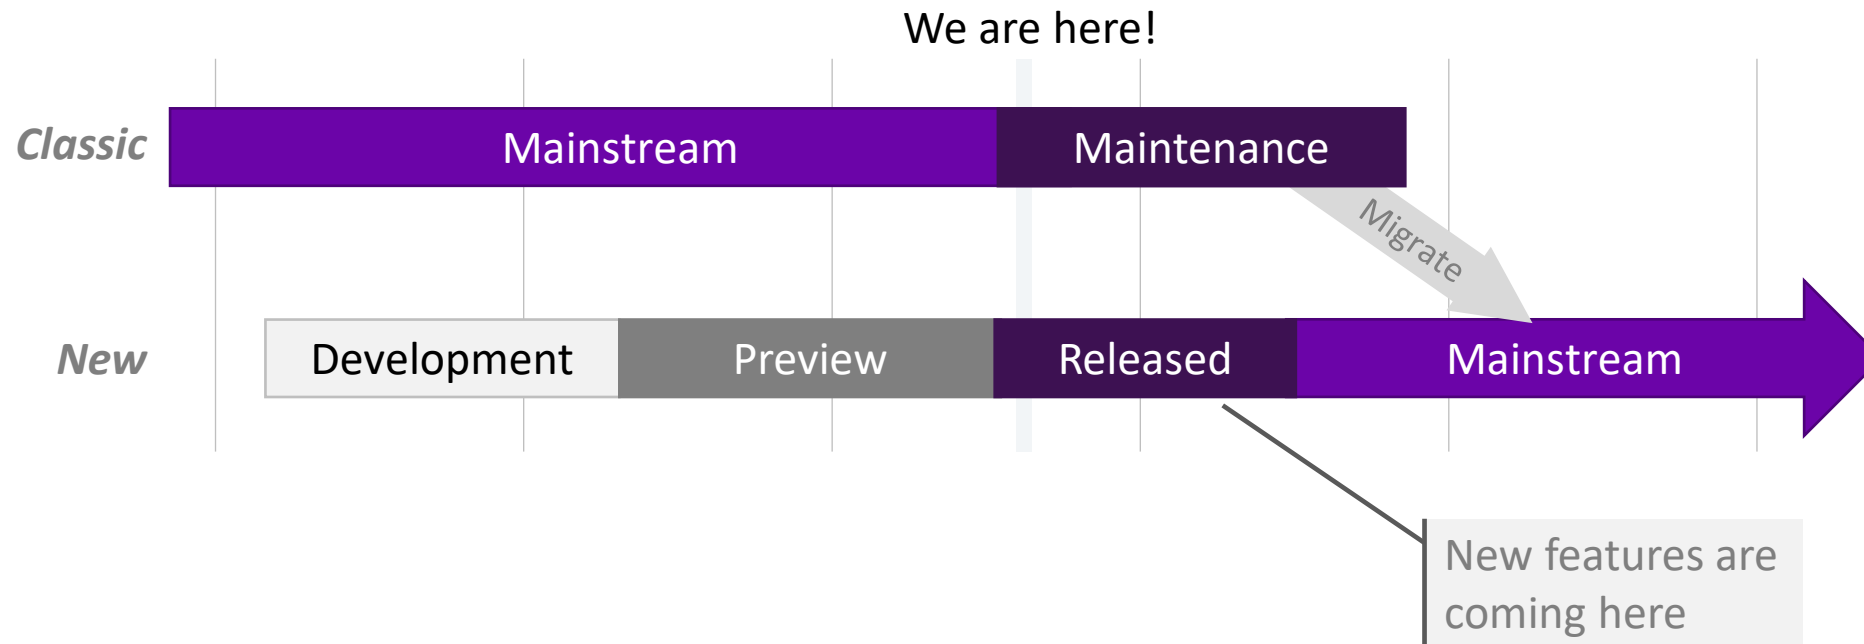 We are here!
Classic
Mainstream
Maintenance
Migrate
New
Development
Preview
Released
Mainstream
New features are
coming here